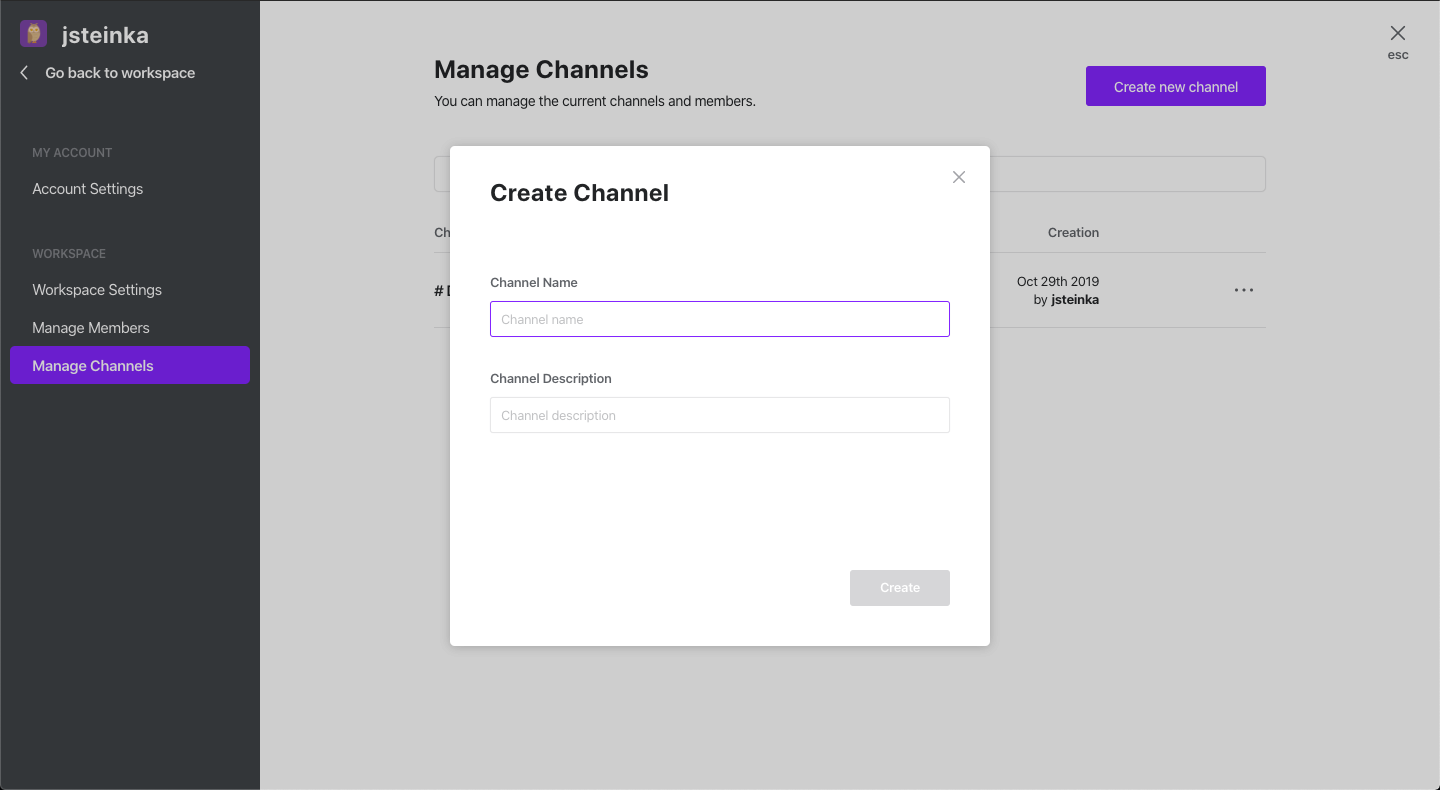 jsteinka
Go back to workspace
MY ACCOUNT
Account Settings
WORKSPACE
Workspace Settings
Manage Members
Manage Channels
Manage Channels
You can manage the current channels and members.
Create new channel
esc
Creation
Oct 29th 2019
by jsteinka
Create Channel
Channel Name
Channel name
Channel Description
Channel description
Create